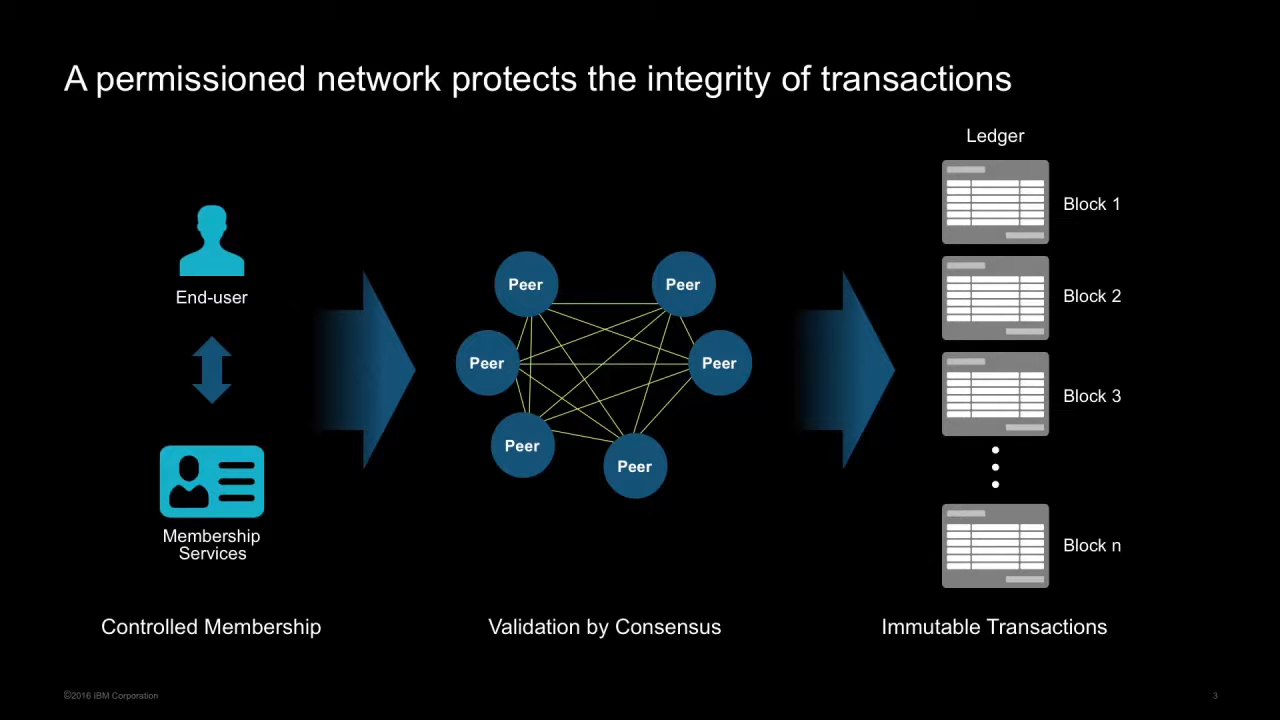 A permissioned network protects the integrity of transactions
End-user
Membership
Services
Controlled Membership
Peer
Peer
Peer
Peer
Peer
Peer
Validation by Consensus
Ledger
Block 1
Block 2
Block 3
Block n
Immutable Transactions
©2016 IBM Corporation
3